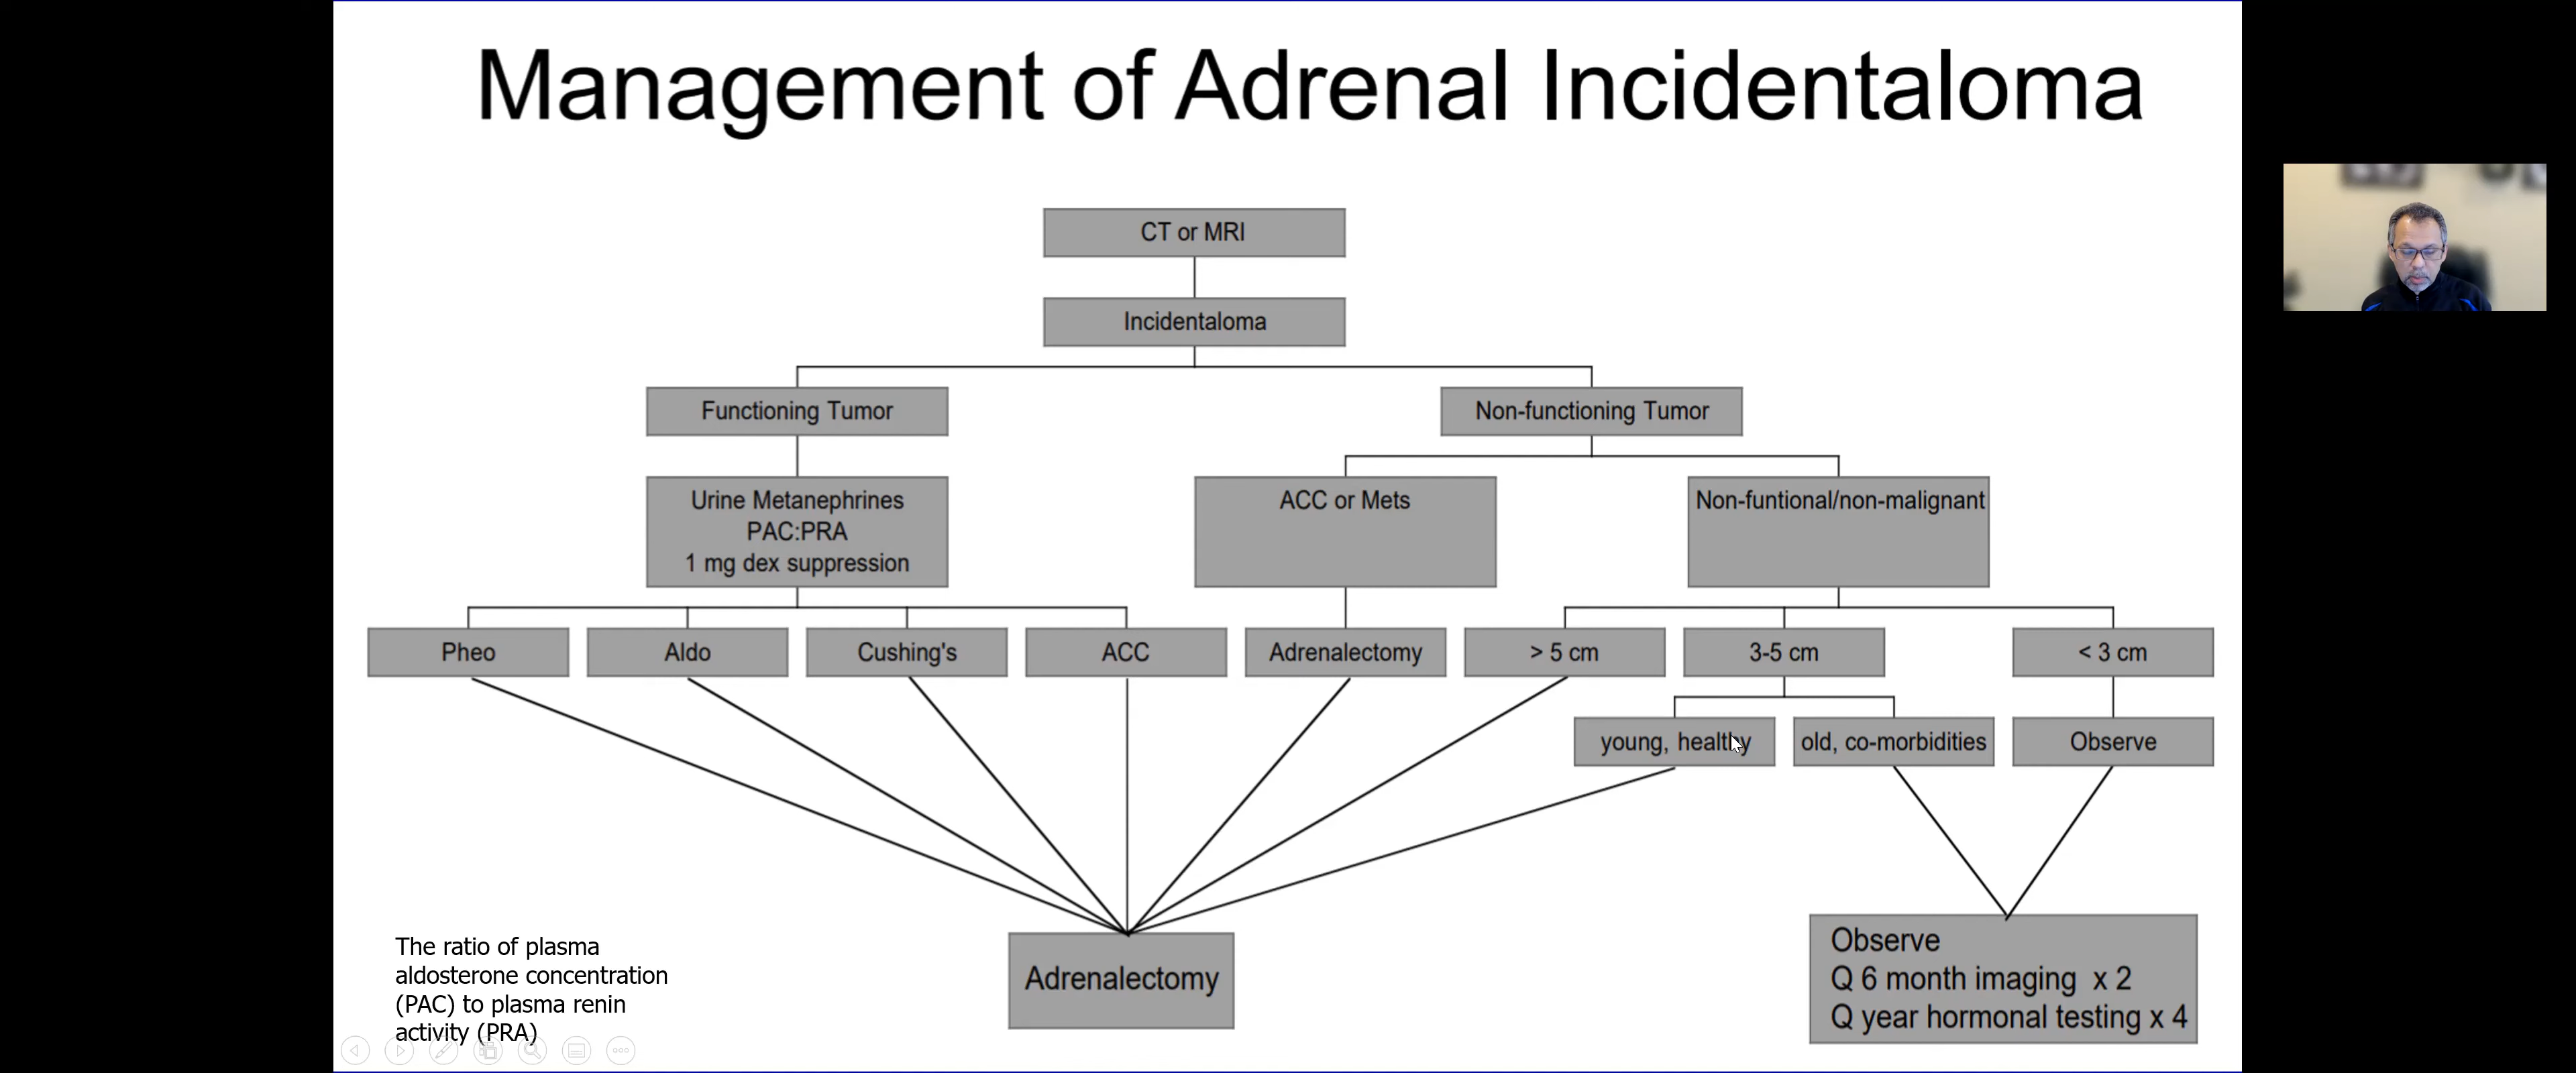 Management of Adrenal Incidentaloma
CT or MRI
Incidentaloma
Functioning Tumor
Non-functioning Tumor
Urine Metanephrines
PAC:PRA
1 mg dex suppression
ACC or Mets
Non-funtional/non-malignant
Pheo
Aldo
Cushing's
ACC
Adrenalectomy
> 5 cm
3-5 cm
< 3 cm
young, healthy
old, co-morbidities
Observe
Adrenalectomy
Observe
Q 6 month imaging x 2
Q year hormonal testing x 4
The ratio of plasma
aldosterone concentration
(PAC) to plasma renin
activity (PRA)